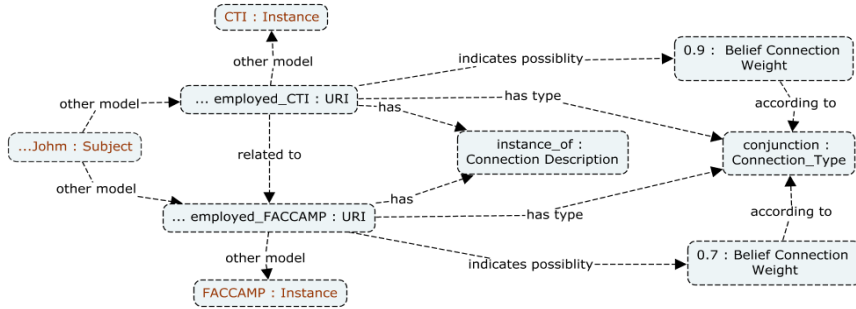 CTI : Instance
other model
indicates possiblity
0.9 : Belief Connection
Weight
other model
... employed_CTI : URI
has type
according to
has
...Johm : Subject
related to
instance_of :
Connection Description
conjunction :
Connection_Type
other model
has
... employed_FACCAMP : URI
has type
according to
other model
indicates possiblity
0.7 : Belief Connection
Weight
FACCAMP : Instance